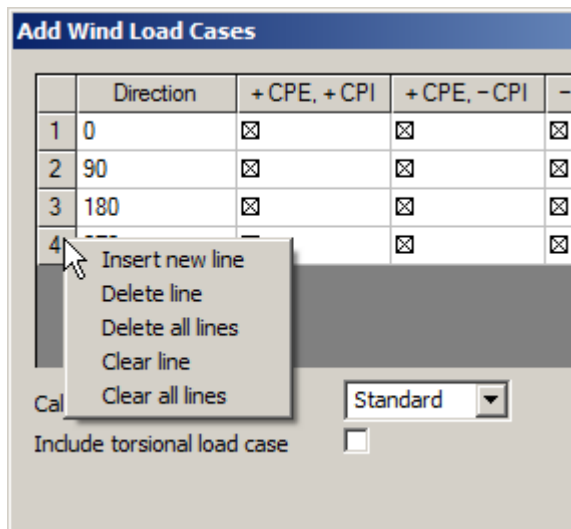 Add Wind Load Cases
Direction +CPE, +CPI +CPE, -CPI -
1 0
2 90
3 180
4
Insert new line
Delete line
Delete all lines
Clear line
Clear all lines
Cal
Standard
Include torsional load case